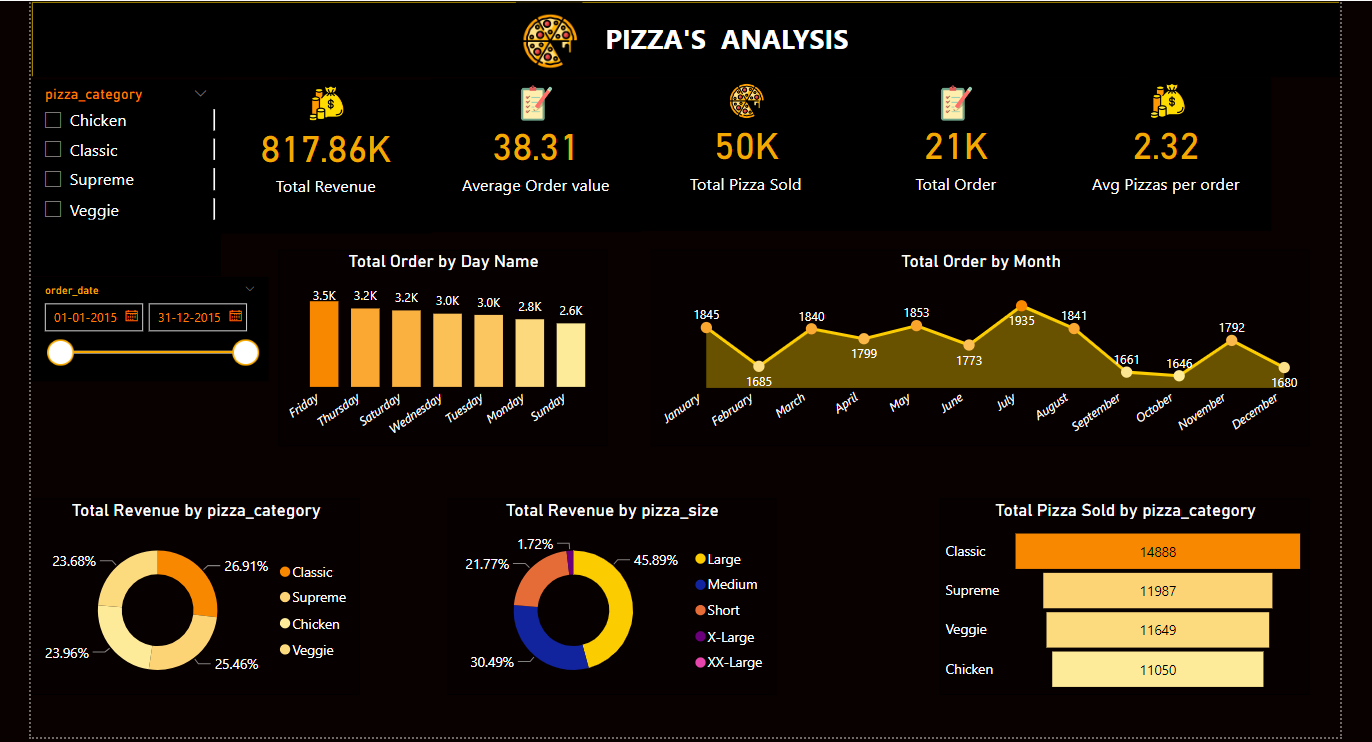 PIZZA'S ANALYSIS
pizza_category
Chicken
Classic
Supreme
Veggie
817.86K
Total Revenue
38.31
Average Order value
50K
Total Pizza Sold
21K
Total Order
2.32
Avg Pizzas per order
order_date
01-01-2015 31-12-2015
Total Order by Day Name
3.5K 3.2K 3.2K 3.0K 3.0K 2.8K 2.6K
Friday Thursday Saturday Wednesday Tuesday Monday Sunday
Total Order by Month
1845 1685 1840 1799 1853 1773 1935 1841 1661 1646 1792 1680
January February March April May June July August September October November December
Total Revenue by pizza_category
23.68% 26.91%
23.96% 25.46%
Classic
Supreme
Chicken
Veggie
Total Revenue by pizza_size
1.72%
21.77% 45.89%
30.49%
Large
Medium
Short
X-Large
XX-Large
Total Pizza Sold by pizza_category
Classic 14888
Supreme 11987
Veggie 11649
Chicken 11050